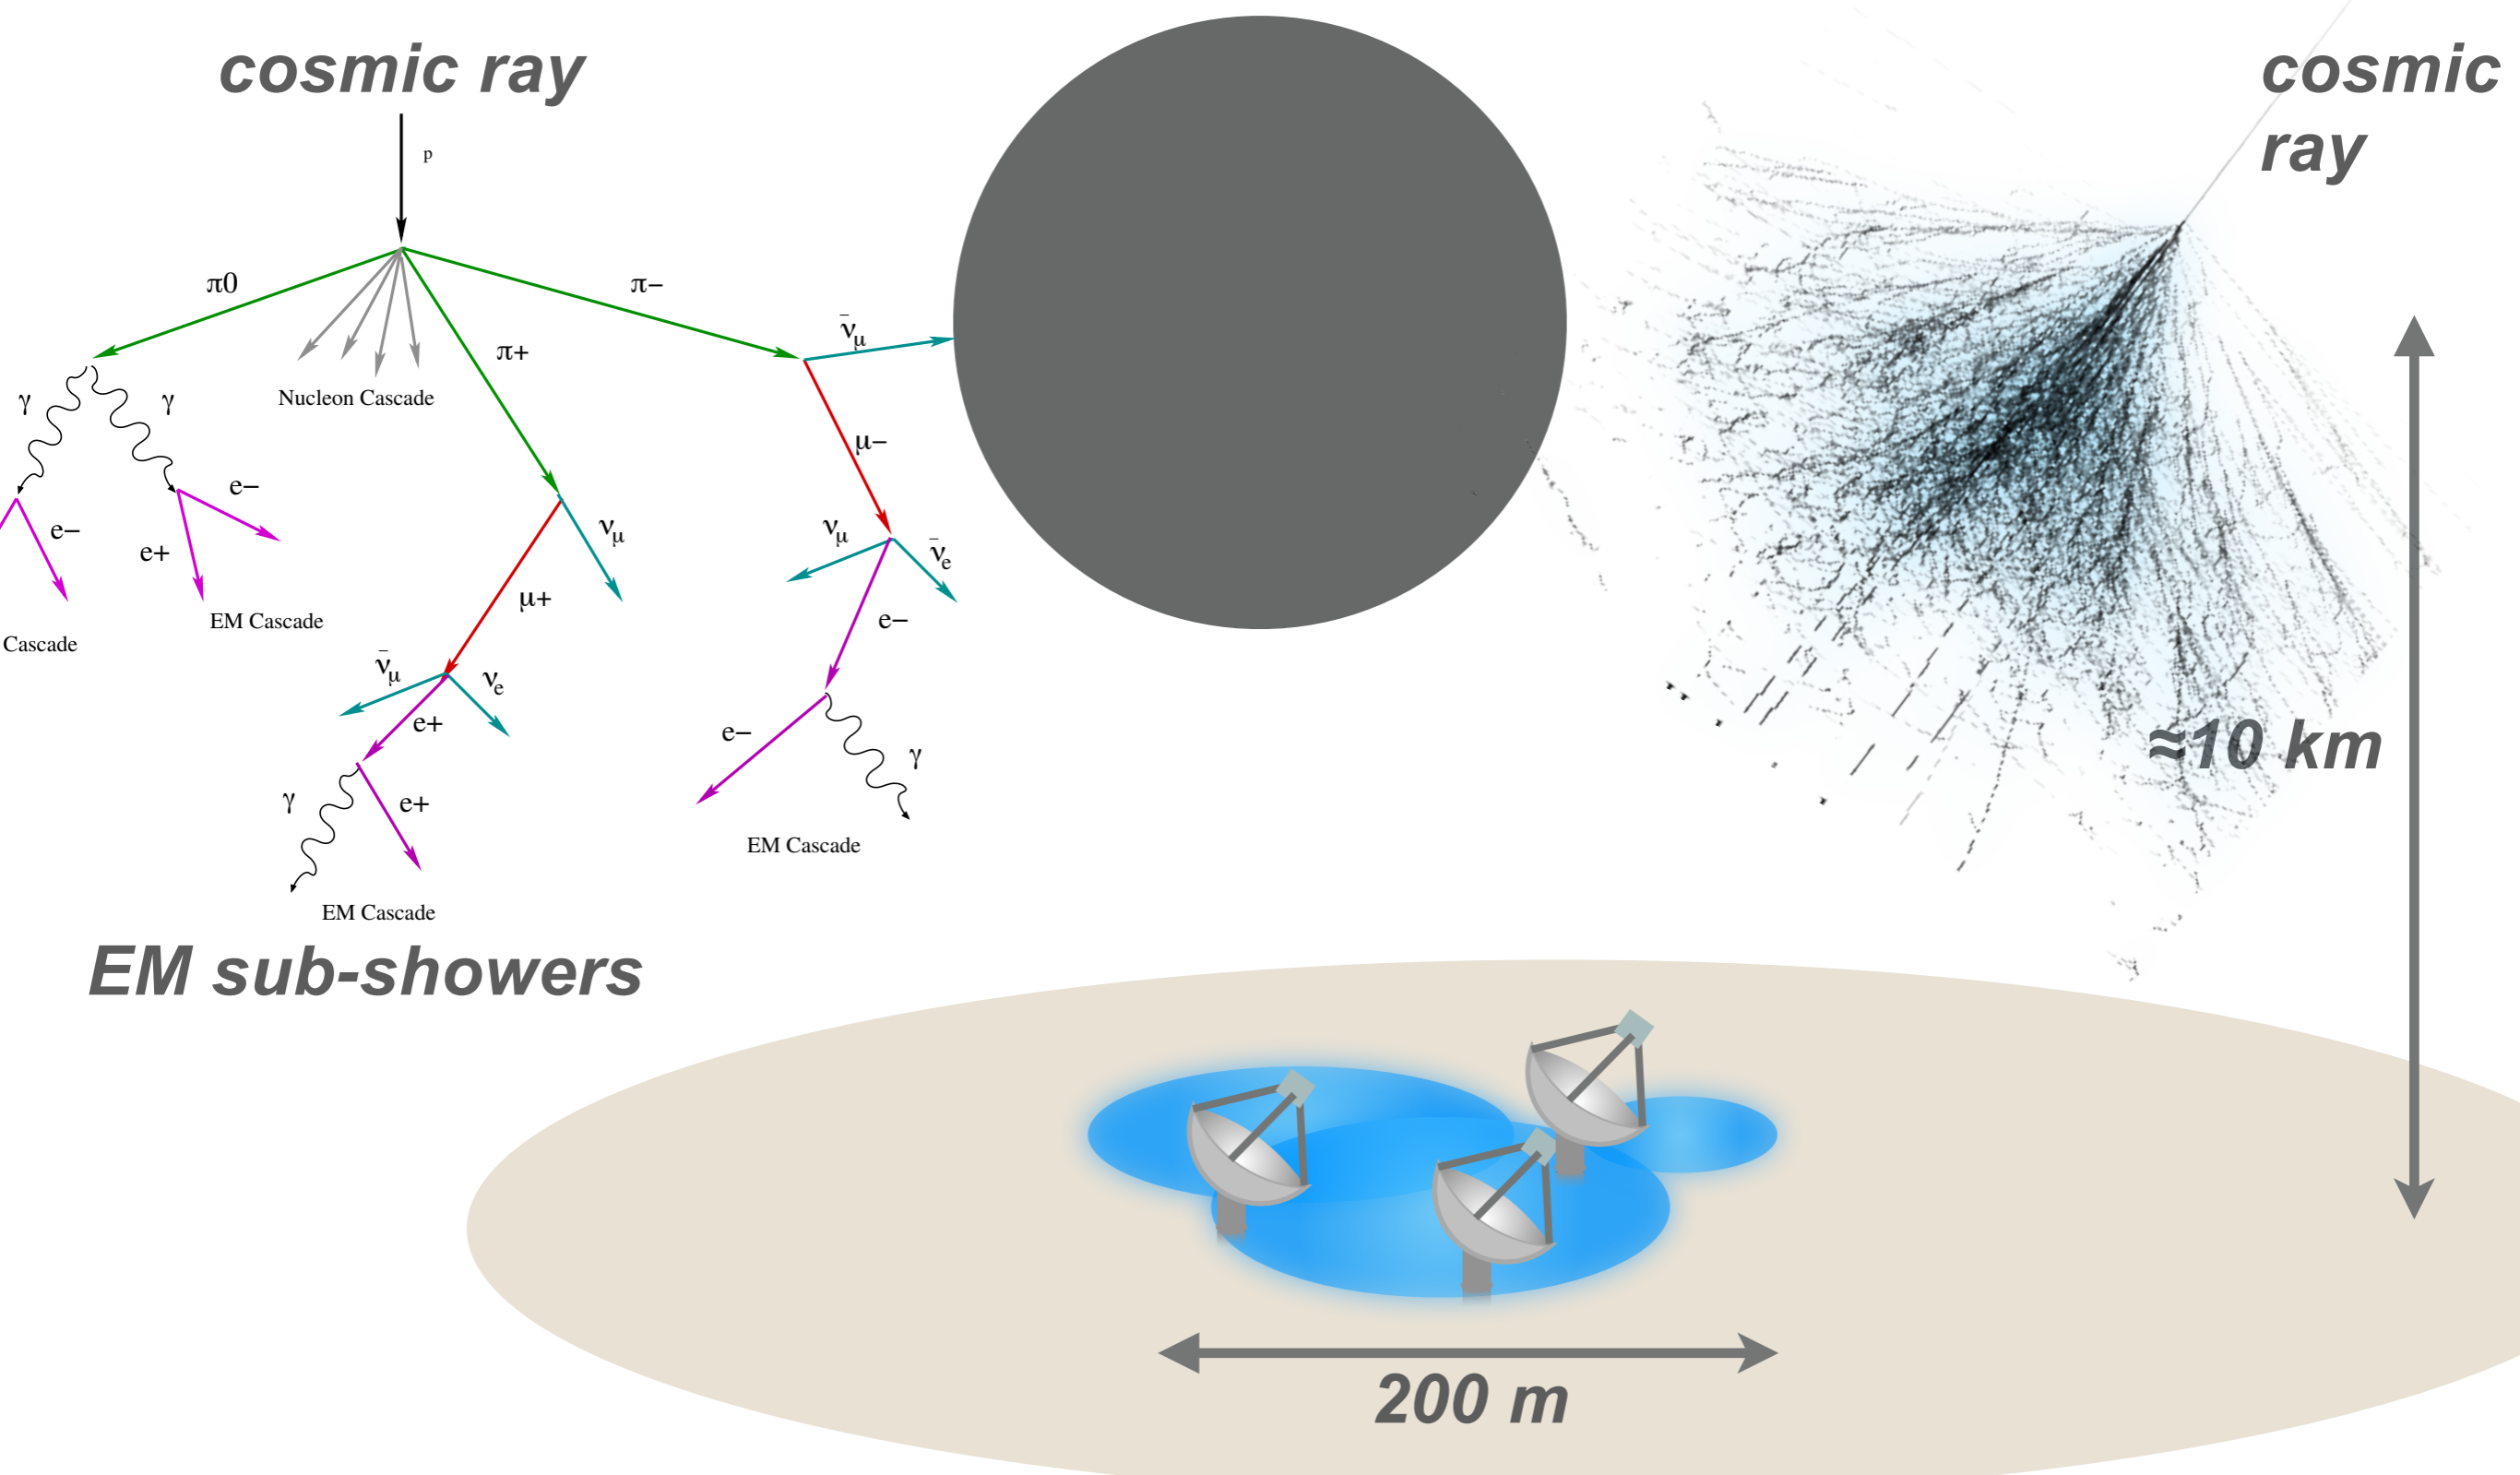 cosmic ray
p
π0
π−
π+
ν̄μ
γ
γ
Nucleon Cascade
μ−
e−
e−
e+
νμ
νμ
ν̄e
μ+
EM Cascade
Cascade
e−
ν̄μ
νe
e+
e−
γ
γ
e+
EM Cascade
EM Cascade
EM sub-showers
cosmic
ray
≈10 km
200 m